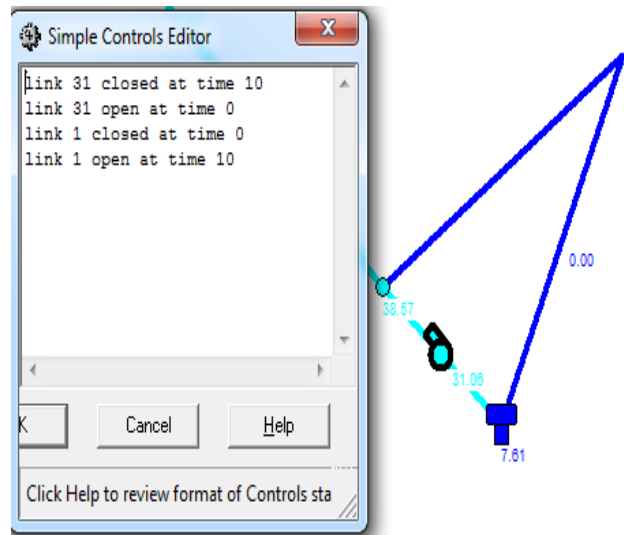 Simple Controls Editor
X
link 31 closed at time 10
link 31 open at time 0
link 1 closed at time 0
link 1 open at time 10
K
Cancel
Help
Click Help to review format of Controls sta
0.00
38.57
31.06
7.61